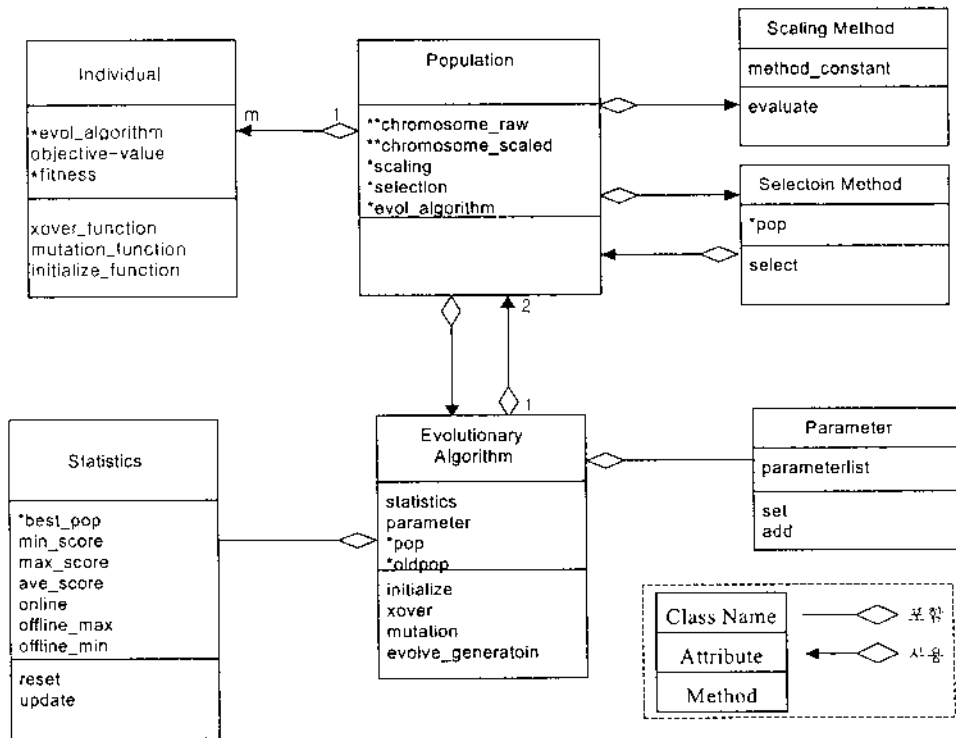 Individual
*evol_algorithm
objective-value
*fitness
xover_function
mutation_function
initialize_function
m
1
Population
**chromosome_raw
**chromosome_scaled
*scaling
*selection
*evol_algorithm
Scaling Method
method_constant
evaluate
Selectoin Method
*pop
select
2
1
Statistics
*best_pop
min_score
max_score
ave_score
online
offline_max
offline_min
reset
update
Evolutionary
Algorithm
statistics
parameter
*pop
*oldpop
initialize
xover
mutation
evolve_generatoin
Parameter
parameterlist
set
add
Class Name
포함
Attribute
사용
Method